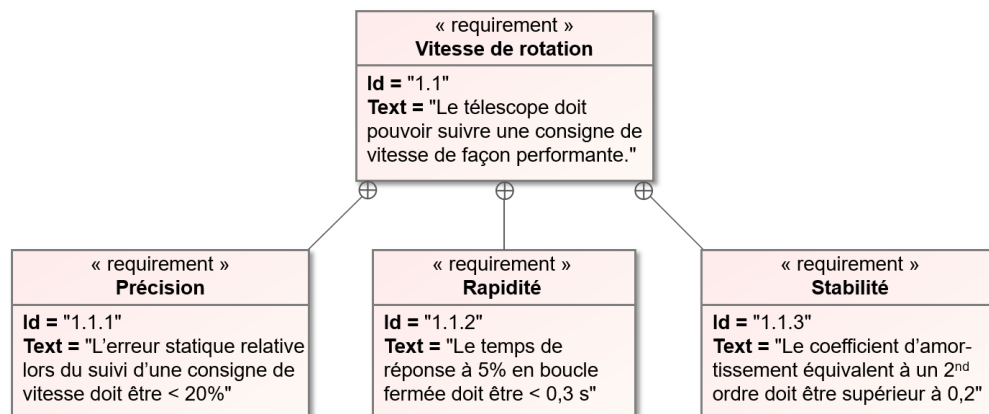 « requirement »
Vitesse de rotation
Id = "1.1"
Text = "Le télescope doit
pouvoir suivre une consigne de
vitesse de façon performante."
« requirement »
Précision
Id = "1.1.1"
Text = "L'erreur statique relative
lors du suivi d'une consigne de
vitesse doit être < 20%"
« requirement »
Rapidité
Id = "1.1.2"
Text = "Le temps de
réponse à 5% en boucle
fermée doit être < 0,3 s"
« requirement »
Stabilité
Id = "1.1.3"
Text = "Le coefficient d'amor-
tissement équivalent à un 2nd
ordre doit être supérieur à 0,2"